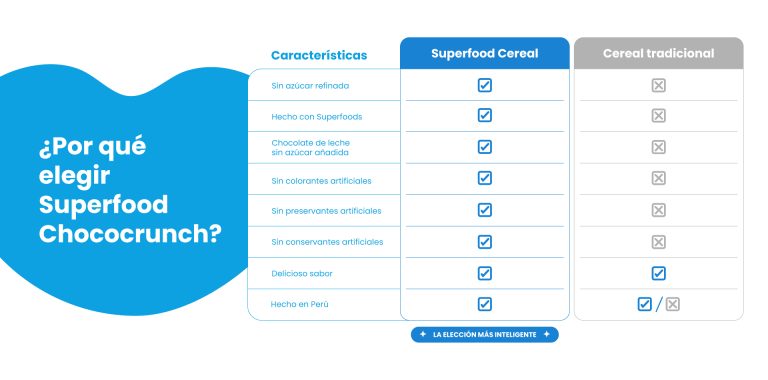 ¿Por qué
elegir
Superfood
Chococrunch?
Características
Superfood Cereal
Cereal tradicional
Sin azúcar refinada
Hecho con Superfoods
Chocolate de leche
sin azúcar añadida
Sin colorantes artificiales
Sin preservantes artificiales
Sin conservantes artificiales
Delicioso sabor
Hecha en Perú
/
LA ELECCIÓN MÁS INTELIGENTE